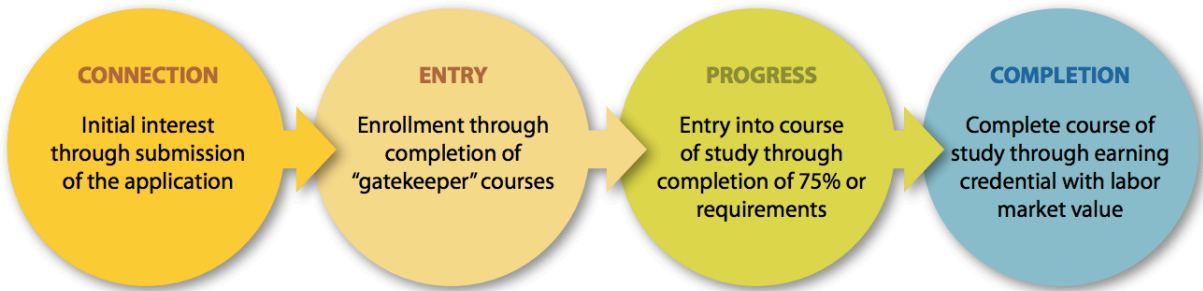 CONNECTION
Initial interest
through submission
of the application
ENTRY
Enrollment through
completion of
“gatekeeper” courses
PROGRESS
Entry into course
of study through
completion of 75% or
requirements
COMPLETION
Complete course of
study through earning
credential with labor
market value